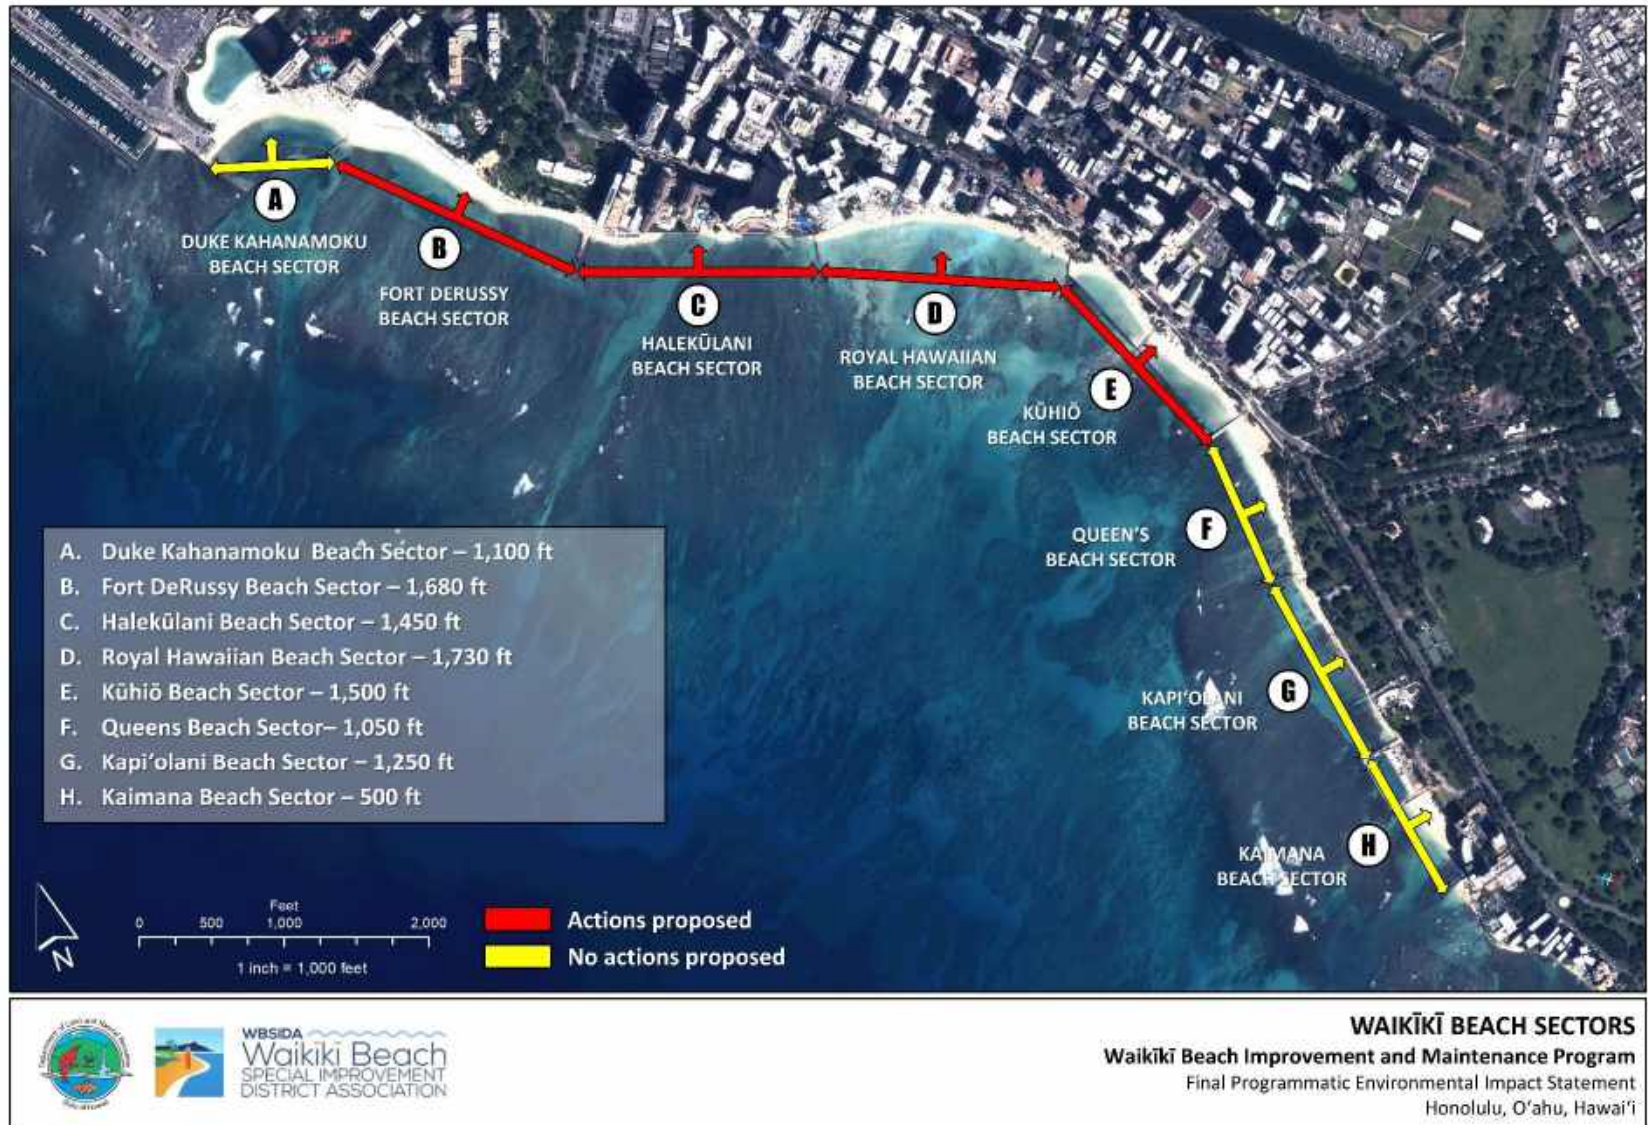 A
DUKE KAHANAMOKU
BEACH SECTOR
B
FORT DERUSSY
BEACH SECTOR
C
HALEKŪLANI
BEACH SECTOR
D
ROYAL HAWAIIAN
BEACH SECTOR
E
KŪHIŌ
BEACH SECTOR
F
QUEEN'S
BEACH SECTOR
G
KAPI'OLANI
BEACH SECTOR
H
KAIMANA
BEACH SECTOR
A. Duke Kahanamoku Beach Sector – 1,100 ft
B. Fort DeRussy Beach Sector – 1,680 ft
C. Halekūlani Beach Sector – 1,450 ft
D. Royal Hawaiian Beach Sector – 1,730 ft
E. Kūhiō Beach Sector – 1,500 ft
F. Queens Beach Sector– 1,050 ft
G. Kapi'olani Beach Sector – 1,250 ft
H. Kaimana Beach Sector – 500 ft
N
Feet
0 500 1,000 2,000
1 inch = 1,000 feet
Actions proposed
No actions proposed
WBSIDA
Waikīkī Beach
SPECIAL IMPROVEMENT
DISTRICT ASSOCIATION
WAIKĪKĪ BEACH SECTORS
Waikīkī Beach Improvement and Maintenance Program
Final Programmatic Environmental Impact Statement
Honolulu, O'ahu, Hawai'i